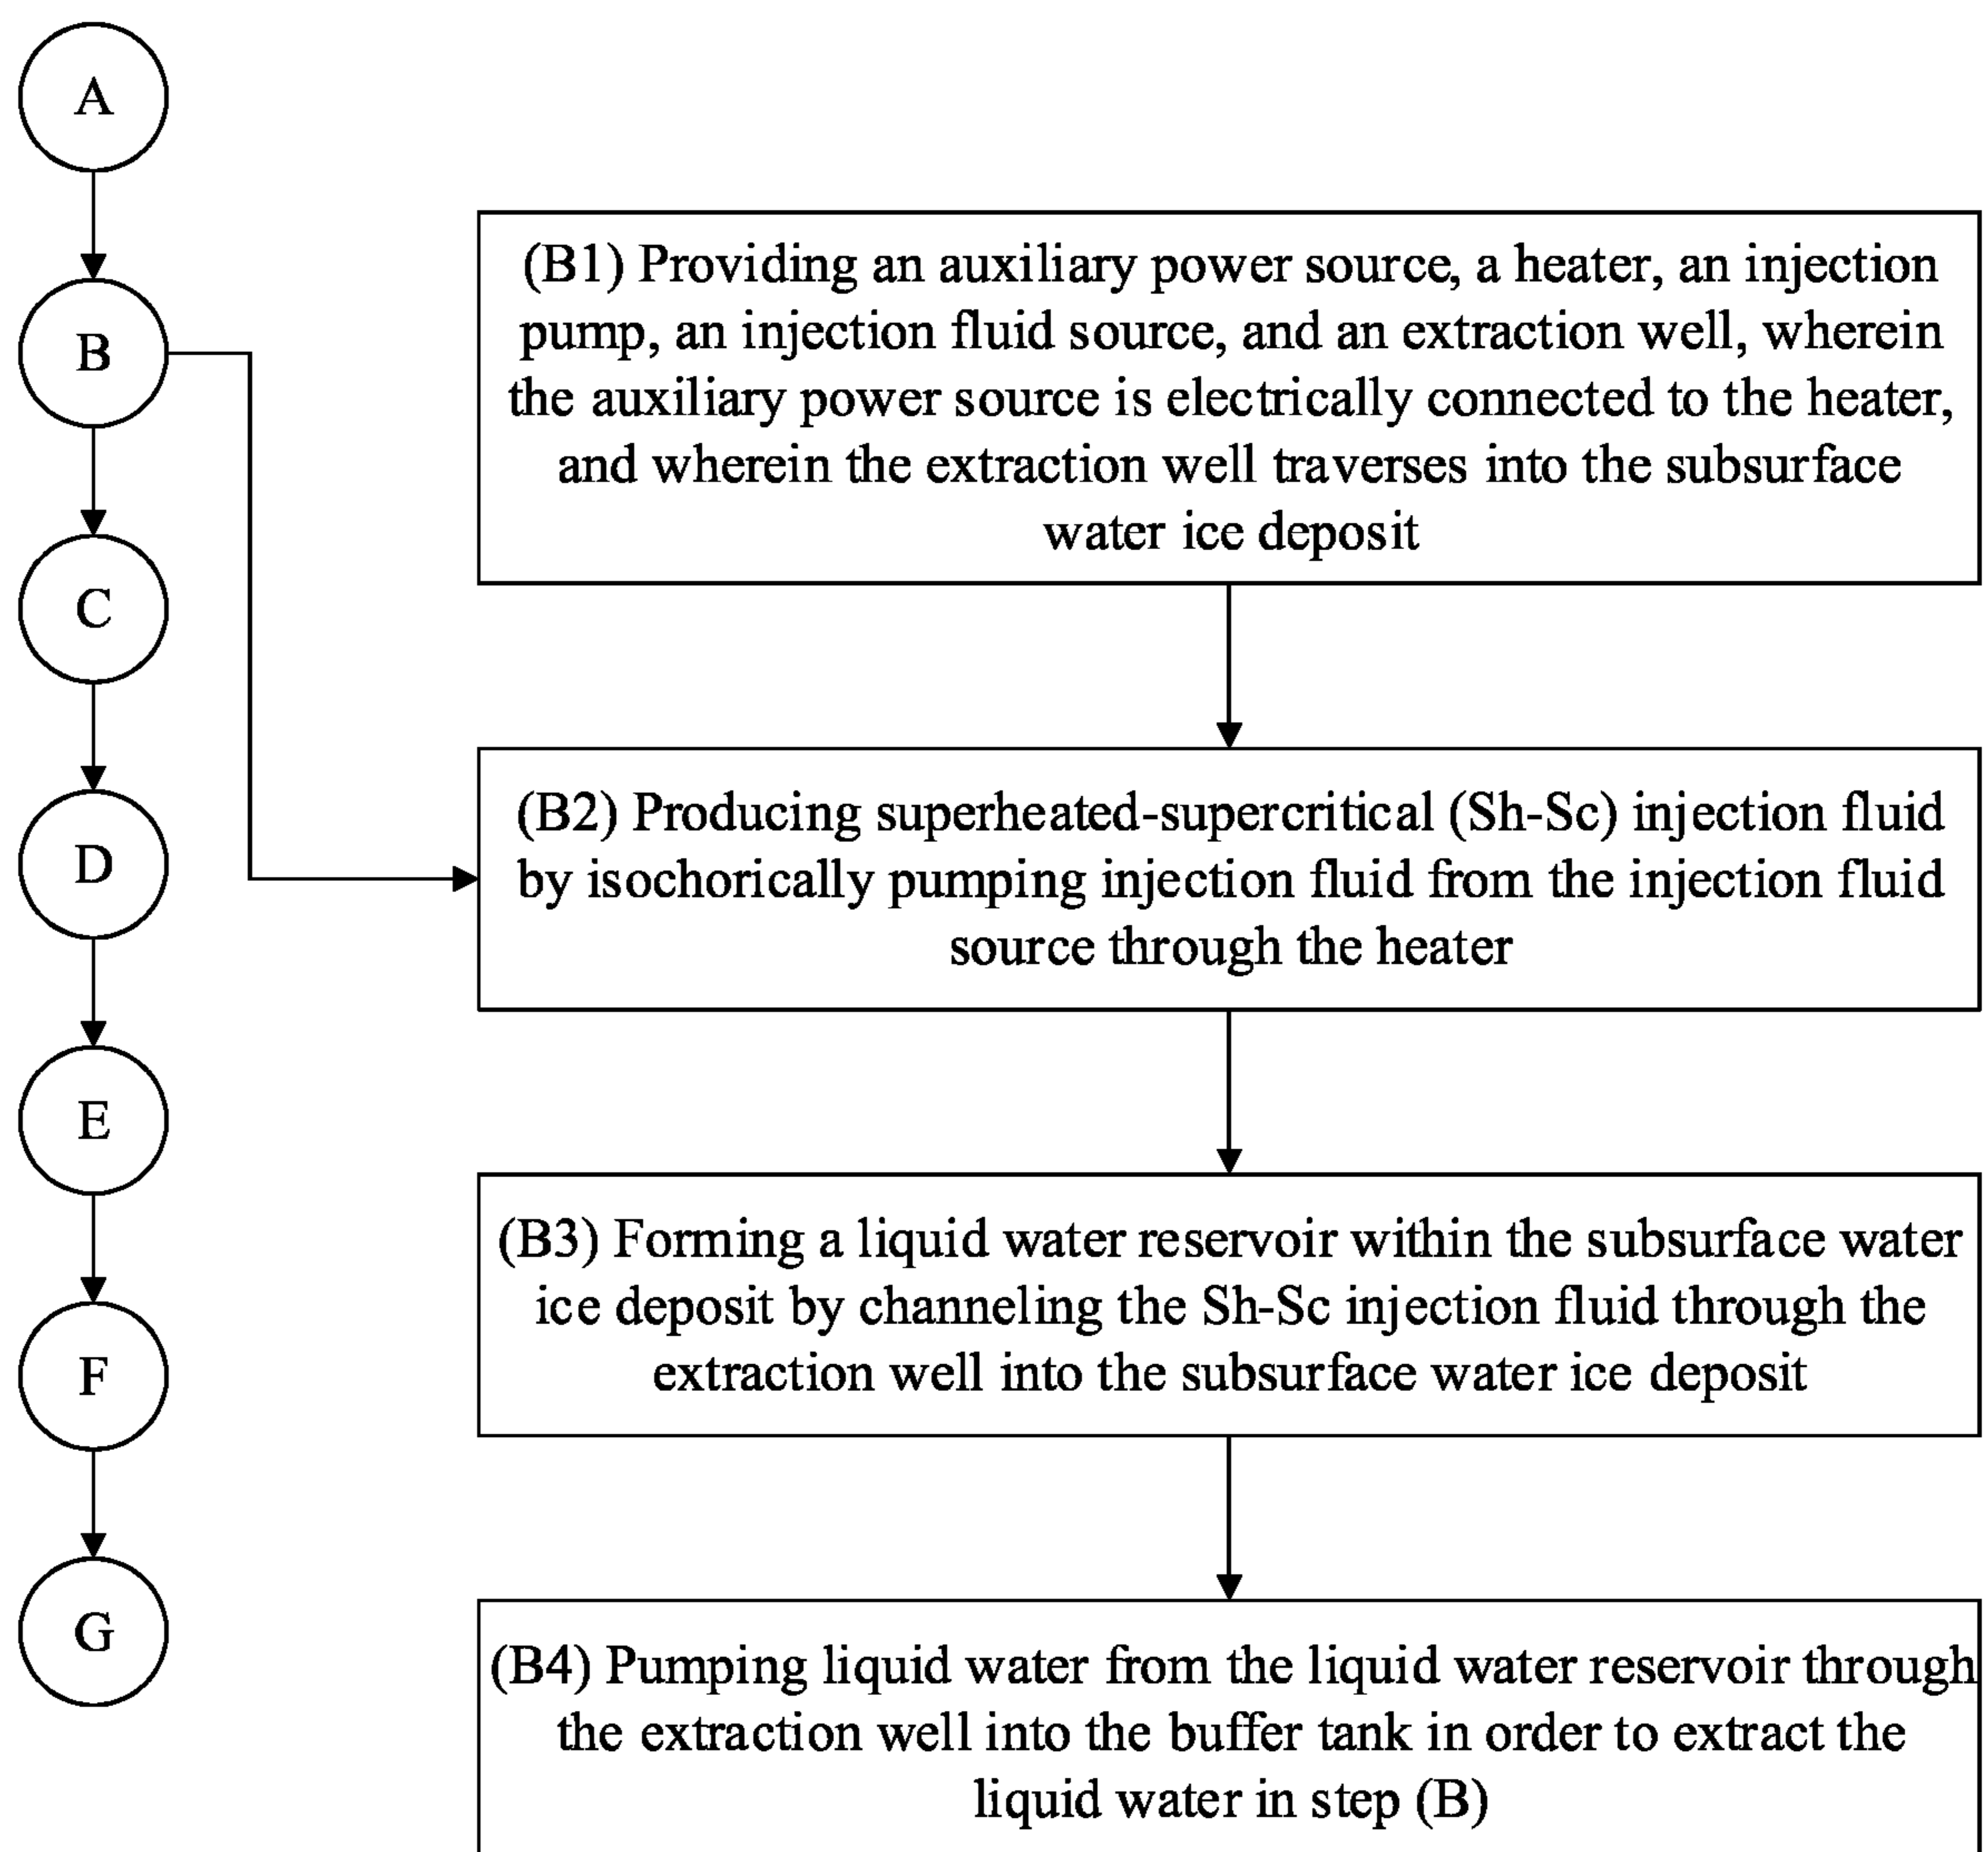 A
B
C
D
E
F
G
(B1) Providing an auxiliary power source, a heater, an injection
pump, an injection fluid source, and an extraction well, wherein
the auxiliary power source is electrically connected to the heater,
and wherein the extraction well traverses into the subsurface
water ice deposit
(B2) Producing superheated-supercritical (Sh-Sc) injection fluid
by isochorically pumping injection fluid from the injection fluid
source through the heater
(B3) Forming a liquid water reservoir within the subsurface water
ice deposit by channeling the Sh-Sc injection fluid through the
extraction well into the subsurface water ice deposit
(B4) Pumping liquid water from the liquid water reservoir through
the extraction well into the buffer tank in order to extract the
liquid water in step (B)